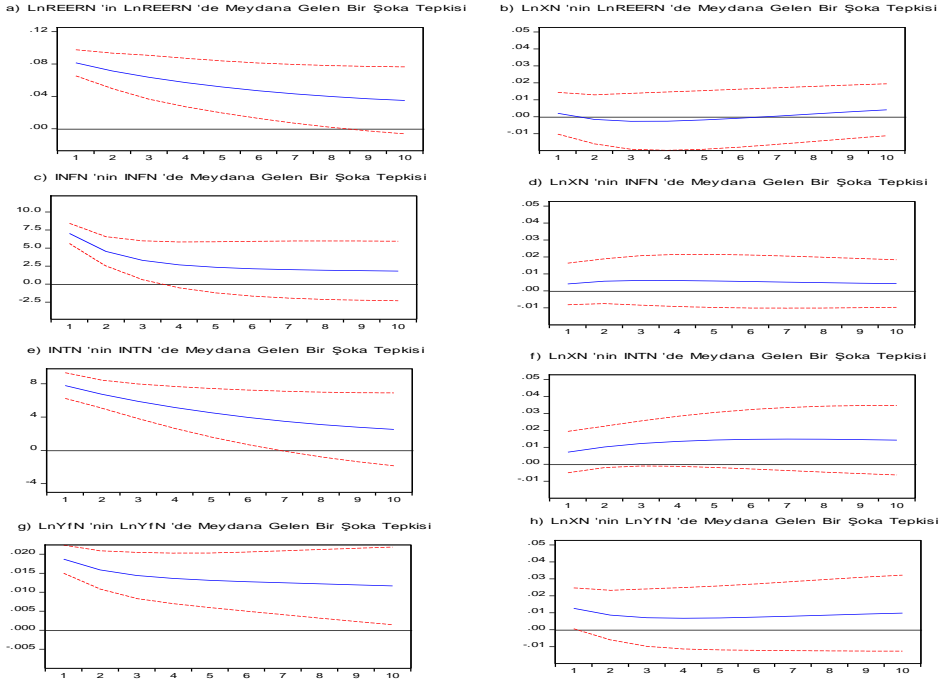 a) LnREERN 'in LnREERN 'de Meydana Gelen Bir Şoka Tepkisi
.12
.08
.04
.00
1 2 3 4 5 6 7 8 9 10
b) LnXN 'nin LnREERN 'de Meydana Gelen Bir Şoka Tepkisi
.05
.04
.02
.01
.00
-.01
1 2 3 4 5 6 7 8 9 10
c) INFN 'nin INFN 'de Meydana Gelen Bir Şoka Tepkisi
10.0
7.5
5.0
2.5
0.0
-2.5
1 2 3 4 5 6 7 8 9 10
d) LnXN 'nin INFN 'de Meydana Gelen Bir Şoka Tepkisi
.05
.04
.02
.01
.00
-.01
1 2 3 4 5 6 7 8 9 10
e) INTN 'nin INTN 'de Meydana Gelen Bir Şoka Tepkisi
8
4
0
-4
1 2 3 4 5 6 7 8 9 10
f) LnXN 'nin INTN 'de Meydana Gelen Bir Şoka Tepkisi
.05
.04
.03
.02
.01
.00
-.01
1 2 3 4 5 6 7 8 9 10
g) LnYfN 'nin LnYfN 'de Meydana Gelen Bir Şoka Tepkisi
.020
.015
.010
.005
.000
-.005
1 2 3 4 5 6 7 8 9 10
h) LnXN 'nin LnYfN 'de Meydana Gelen Bir Şoka Tepkisi
.05
.04
.03
.02
.01
.00
-.01
1 2 3 4 5 6 7 8 9 10